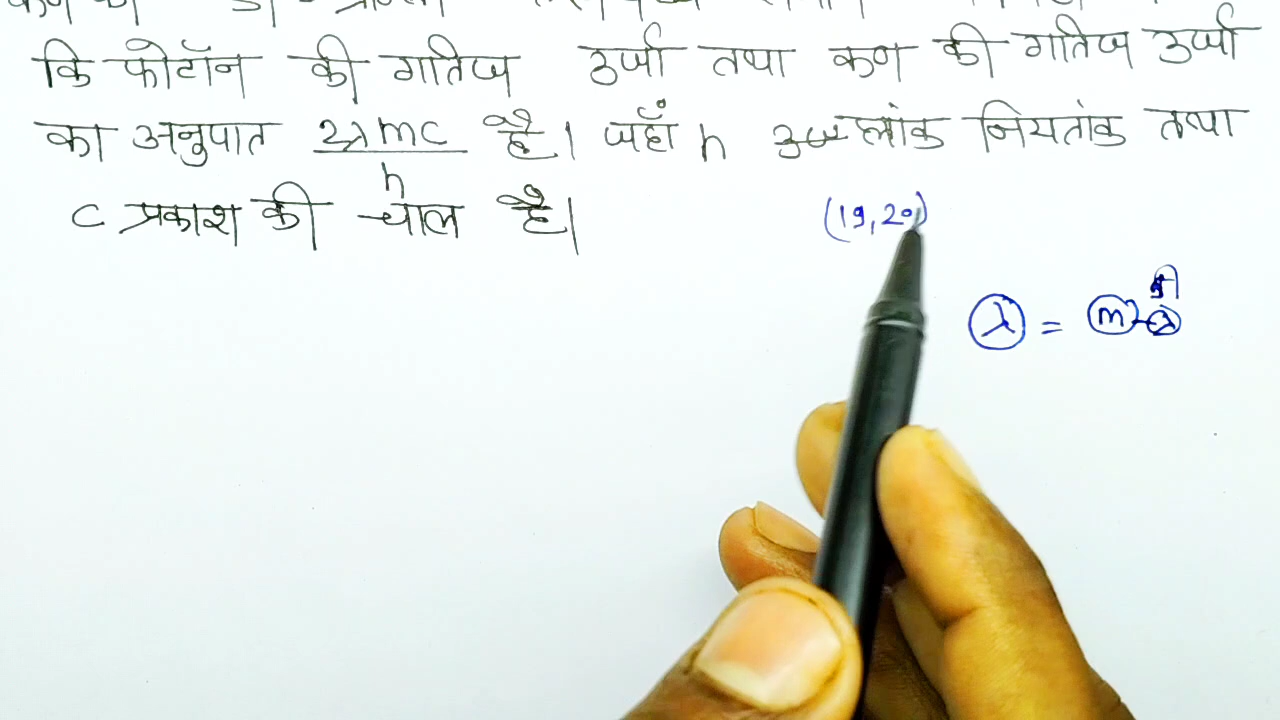 कि फोटॉन की गतिज ऊर्जा तथा कण की गतिज ऊर्जा
का अनुपात 2λmc/h है। जहाँ h प्लांक नियतांक तथा
c प्रकाश की चाल है।
(19,20)
λ = m λ